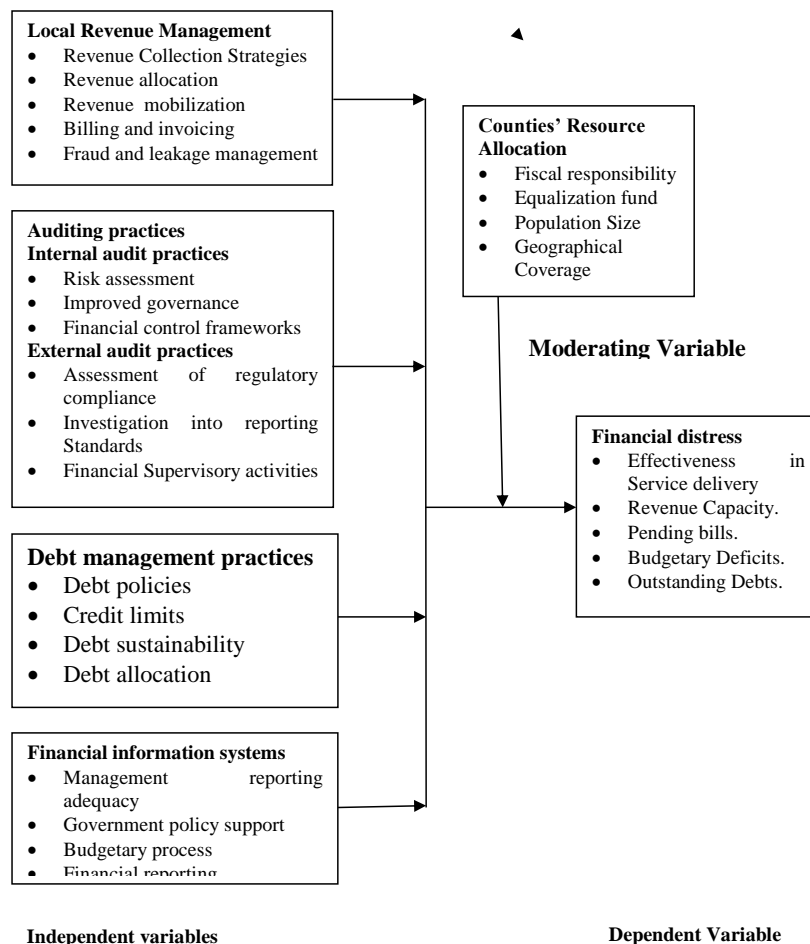 Local Revenue Management
• Revenue Collection Strategies
• Revenue allocation
• Revenue mobilization
• Billing and invoicing
• Fraud and leakage management
Auditing practices
Internal audit practices
• Risk assessment
• Improved governance
• Financial control frameworks
External audit practices
• Assessment of regulatory
compliance
• Investigation into reporting
Standards
• Financial Supervisory activities
Debt management practices
• Debt policies
• Credit limits
• Debt sustainability
• Debt allocation
Financial information systems
• Management reporting
adequacy
• Government policy support
• Budgetary process
• Financial reporting
Independent variables
Counties’ Resource
Allocation
• Fiscal responsibility
• Equalization fund
• Population Size
• Geographical
Coverage
Moderating Variable
Financial distress
• Effectiveness in
Service delivery
• Revenue Capacity.
• Pending bills.
• Budgetary Deficits.
• Outstanding Debts.
Dependent Variable